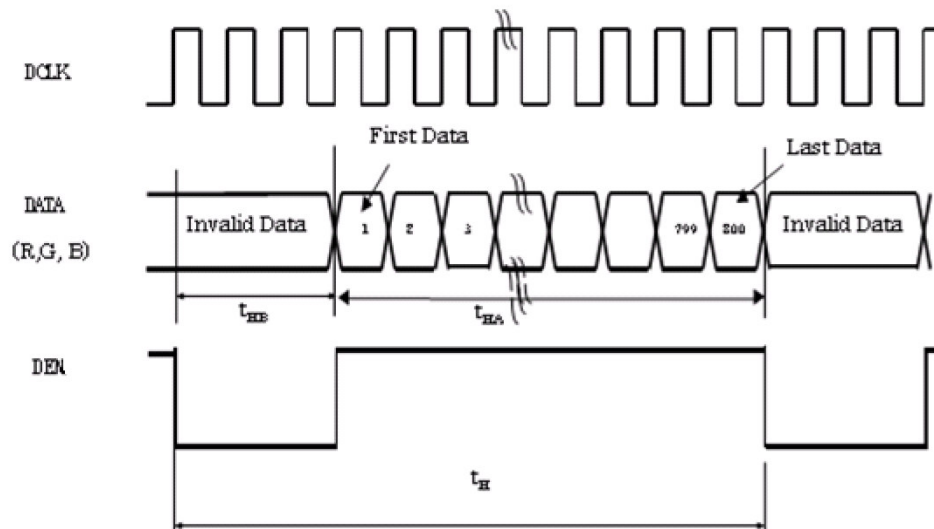 DCLK
First Data
Last Data
DATA
(R,G, B)
Invalid Data
1
2
3
799
800
Invalid Data
tHB
tHA
DEN
tH